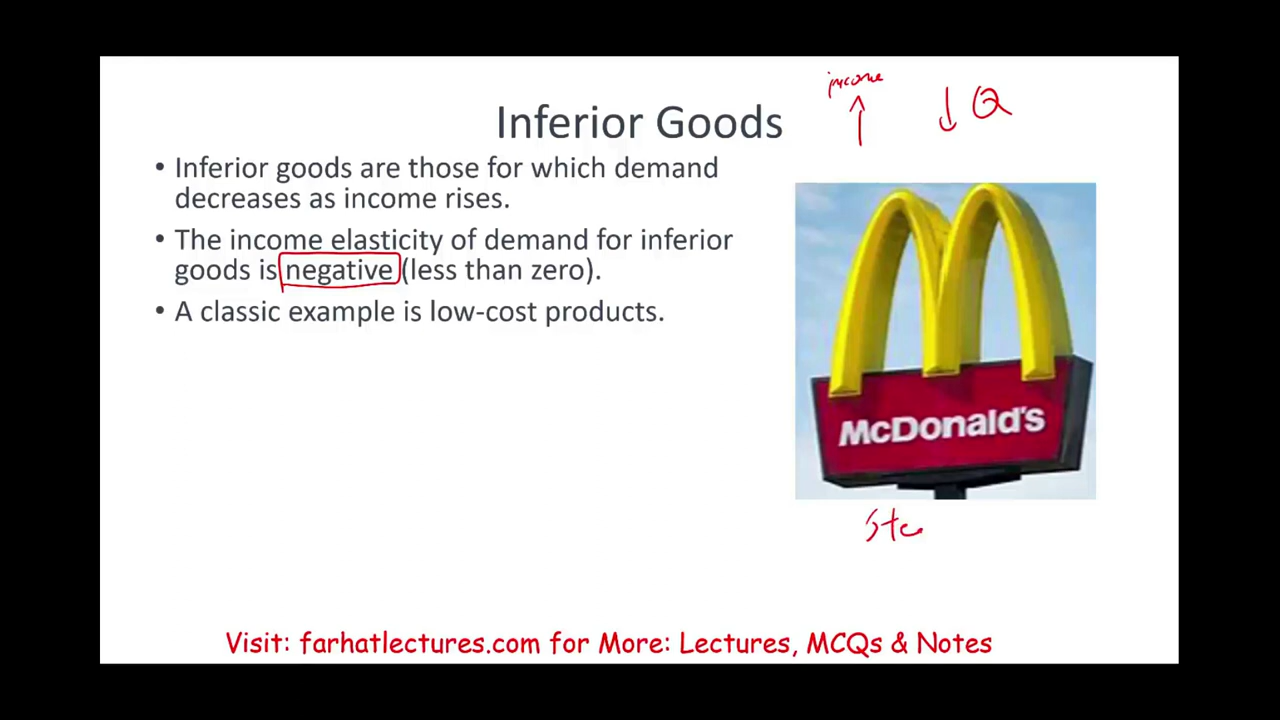 income
Q
Inferior Goods
• Inferior goods are those for which demand
decreases as income rises.
• The income elasticity of demand for inferior
goods is negative (less than zero).
• A classic example is low-cost products.
McDonald's
Ste
Visit: farhatlectures.com for More: Lectures, MCQs & Notes